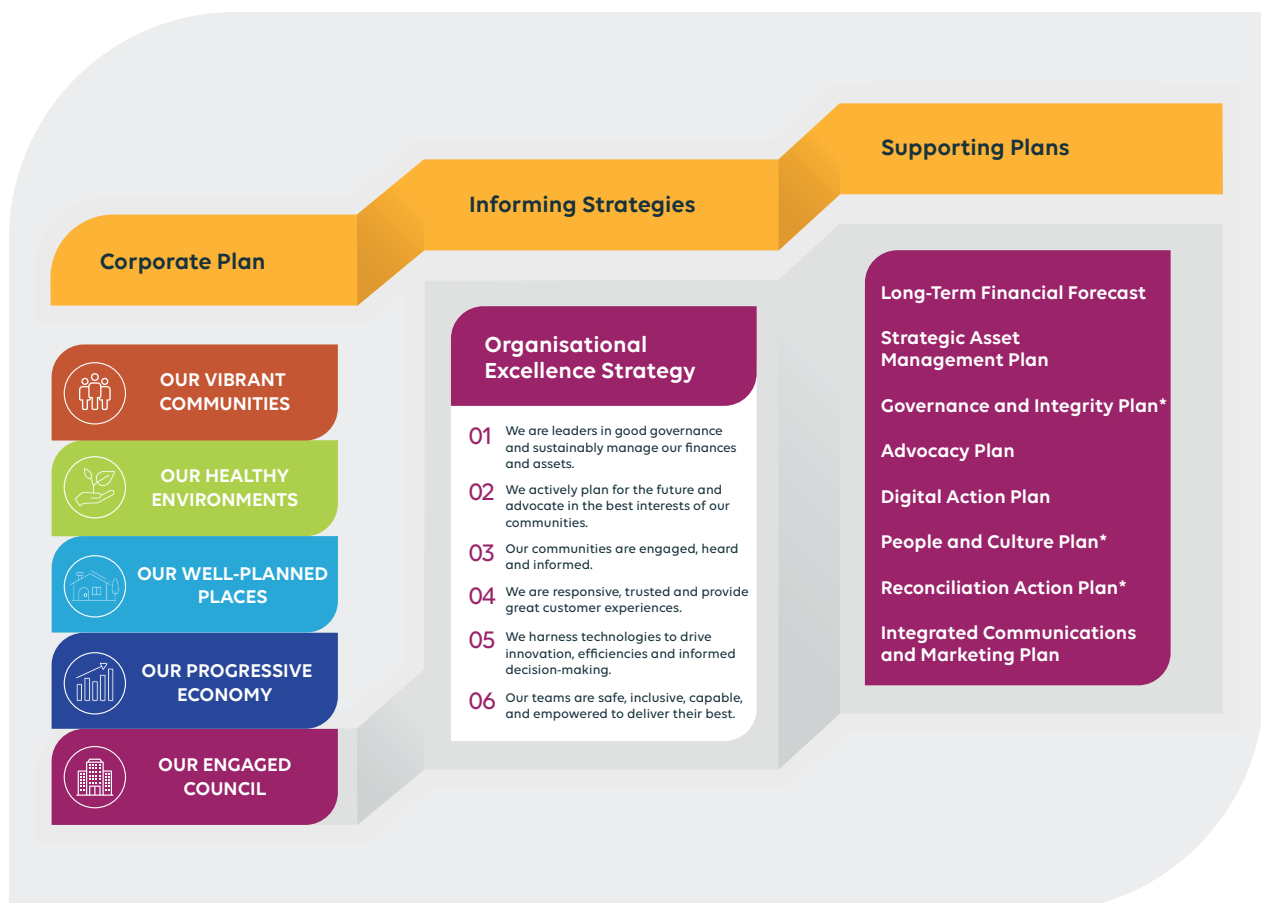 Corporate Plan
OUR VIBRANT
COMMUNITIES
OUR HEALTHY
ENVIRONMENTS
OUR WELL-PLANNED
PLACES
OUR PROGRESSIVE
ECONOMY
OUR ENGAGED
COUNCIL
Informing Strategies
Organisational
Excellence Strategy
01 We are leaders in good governance
and sustainably manage our finances
and assets.
02 We actively plan for the future and
advocate in the best interests of our
communities.
03 Our communities are engaged, heard
and informed.
04 We are responsive, trusted and provide
great customer experiences.
05 We harness technologies to drive
innovation, efficiencies and informed
decision-making.
06 Our teams are safe, inclusive, capable,
and empowered to deliver their best.
Supporting Plans
Long-Term Financial Forecast
Strategic Asset
Management Plan
Governance and Integrity Plan*
Advocacy Plan
Digital Action Plan
People and Culture Plan*
Reconciliation Action Plan*
Integrated Communications
and Marketing Plan